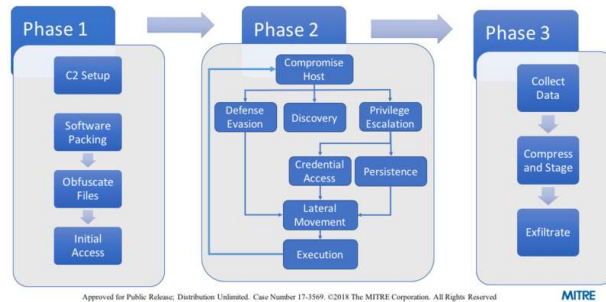 Phase 1
C2 Setup
Software
Packing
Obfuscate
Files
Initial
Access
Phase 2
Compromise
Host
Defense
Evasion
Discovery
Privilege
Escalation
Credential
Access
Persistence
Lateral
Movement
Execution
Phase 3
Collect
Data
Compress
and Stage
Exfiltrate
Approved for Public Release; Distribution Unlimited. Case Number 17-3569. ©2018 The MITRE Corporation. All Rights Reserved
MITRE